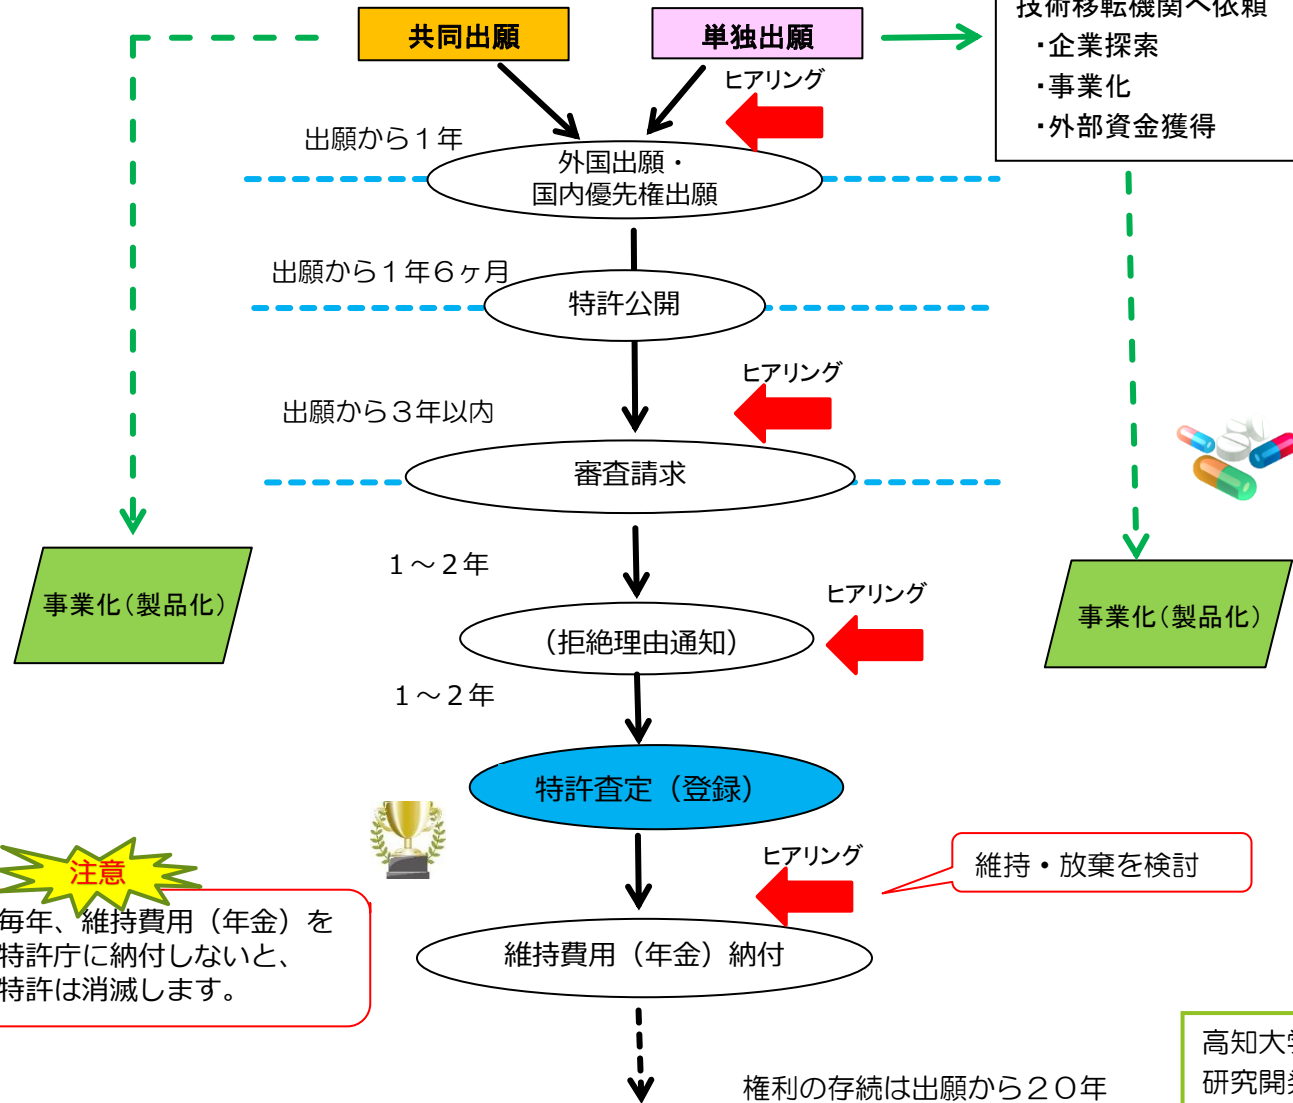 共同出願
単独出願
技術移転機関へ依頼
・企業探索
・事業化
・外部資金獲得
ヒアリング
出願から１年
外国出願・
国内優先権出願
出願から１年６ヶ月
特許公開
ヒアリング
出願から３年以内
審査請求
1～２年
事業化（製品化）
ヒアリング
（拒絶理由通知）
事業化（製品化）
1～２年
特許査定（登録）
注意
毎年、維持費用（年金）を
特許庁に納付しないと、
特許は消滅します。
ヒアリング
維持・放棄を検討
維持費用（年金）納付
権利の存続は出願から２０年
高知大学
研究開発